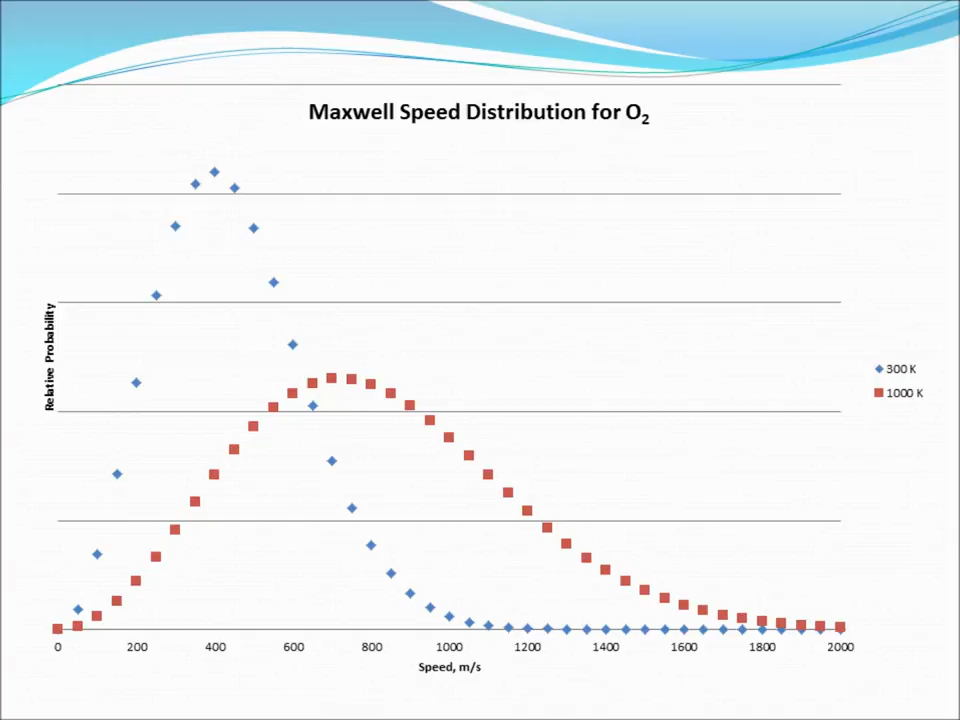 Maxwell Speed Distribution for O₂
Relative Probability
300 K
1000 K
0 200 400 600 800 1000 1200 1400 1600 1800 2000
Speed, m/s